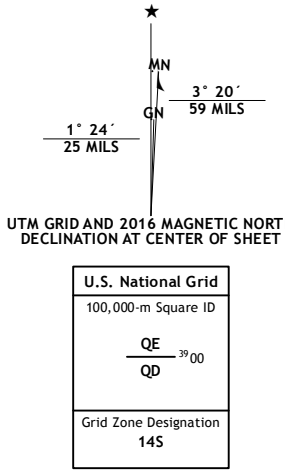 ★
MN
3° 20´
59 MILS
GN
1° 24´
25 MILS
UTM GRID AND 2016 MAGNETIC NORT
DECLINATION AT CENTER OF SHEET
U.S. National Grid
100,000-m Square ID
QE
3900
QD
Grid Zone Designation
14S